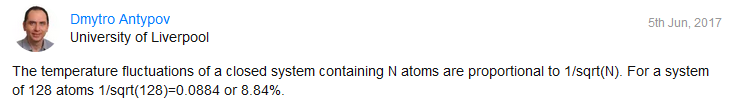 Dmytro Antypov
5th Jun, 2017
University of Liverpool
The temperature fluctuations of a closed system containing N atoms are proportional to 1/sqrt(N). For a system
of 128 atoms 1/sqrt(128)=0.0884 or 8.84%.